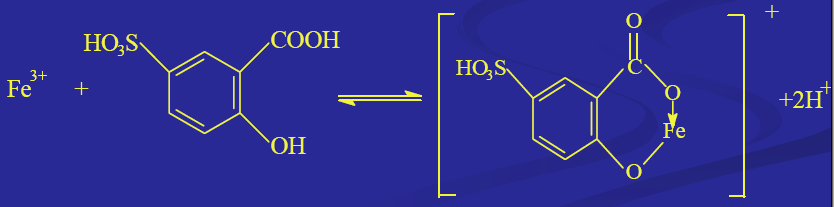 Fe3+ + HO3S COOH OH
[ HO3S O C O Fe O ]+ +2H+